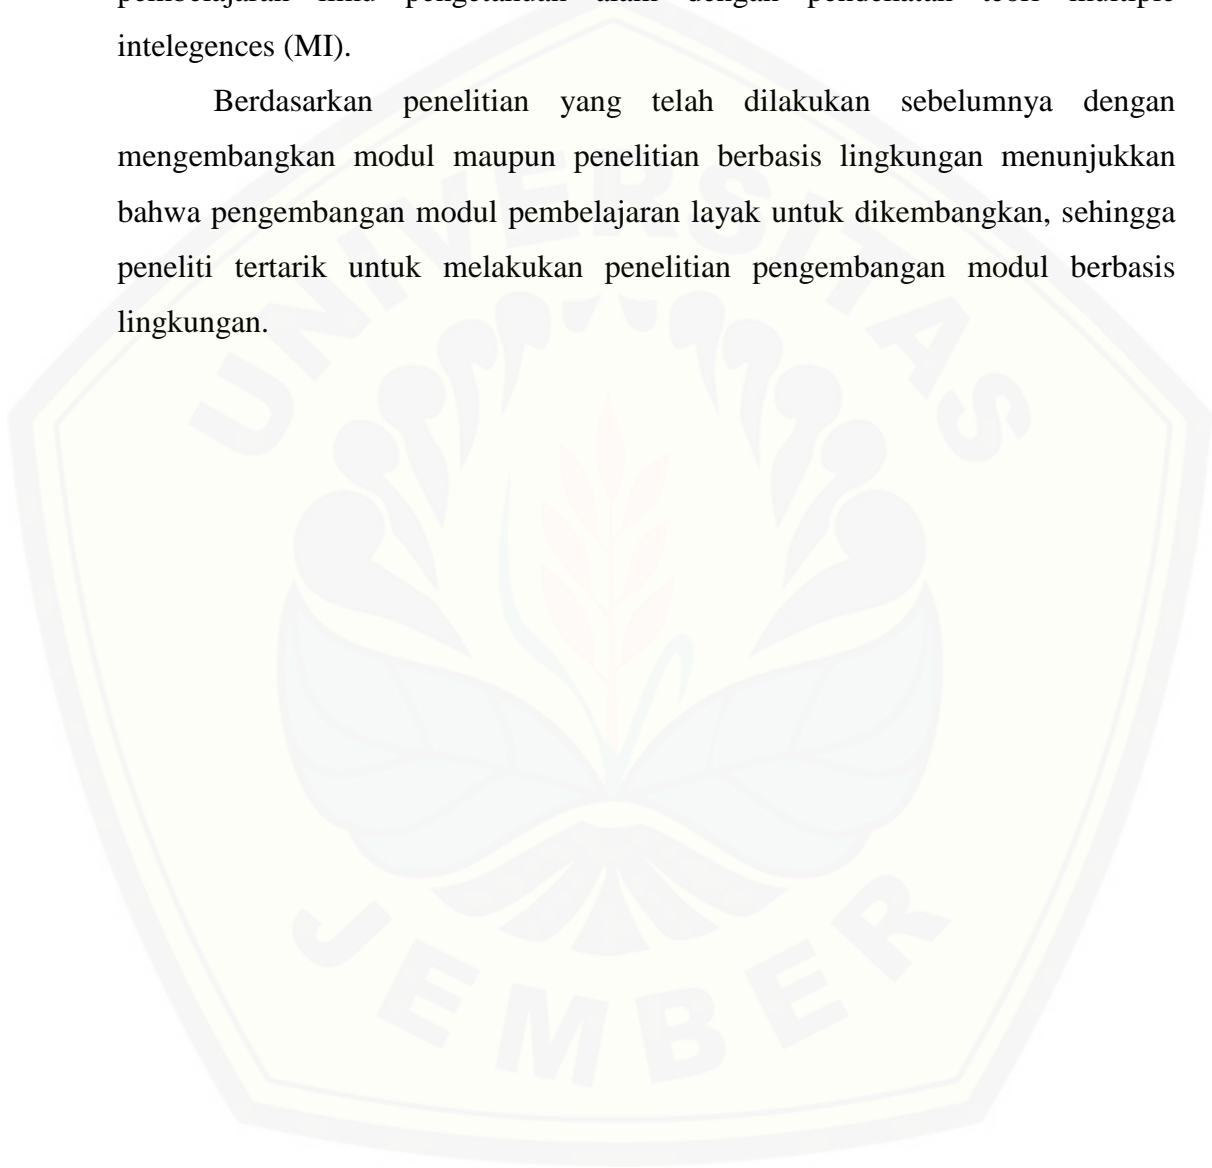 pembelajaran ilmu pengetahuan alam dengan pendekatan teori multiple
intelegences (MI).
Berdasarkan penelitian yang telah dilakukan sebelumnya dengan
mengembangkan modul maupun penelitian berbasis lingkungan menunjukkan
bahwa pengembangan modul pembelajaran layak untuk dikembangkan, sehingga
peneliti tertarik untuk melakukan penelitian pengembangan modul berbasis
lingkungan.
UNIVERSITAS
JEMBER